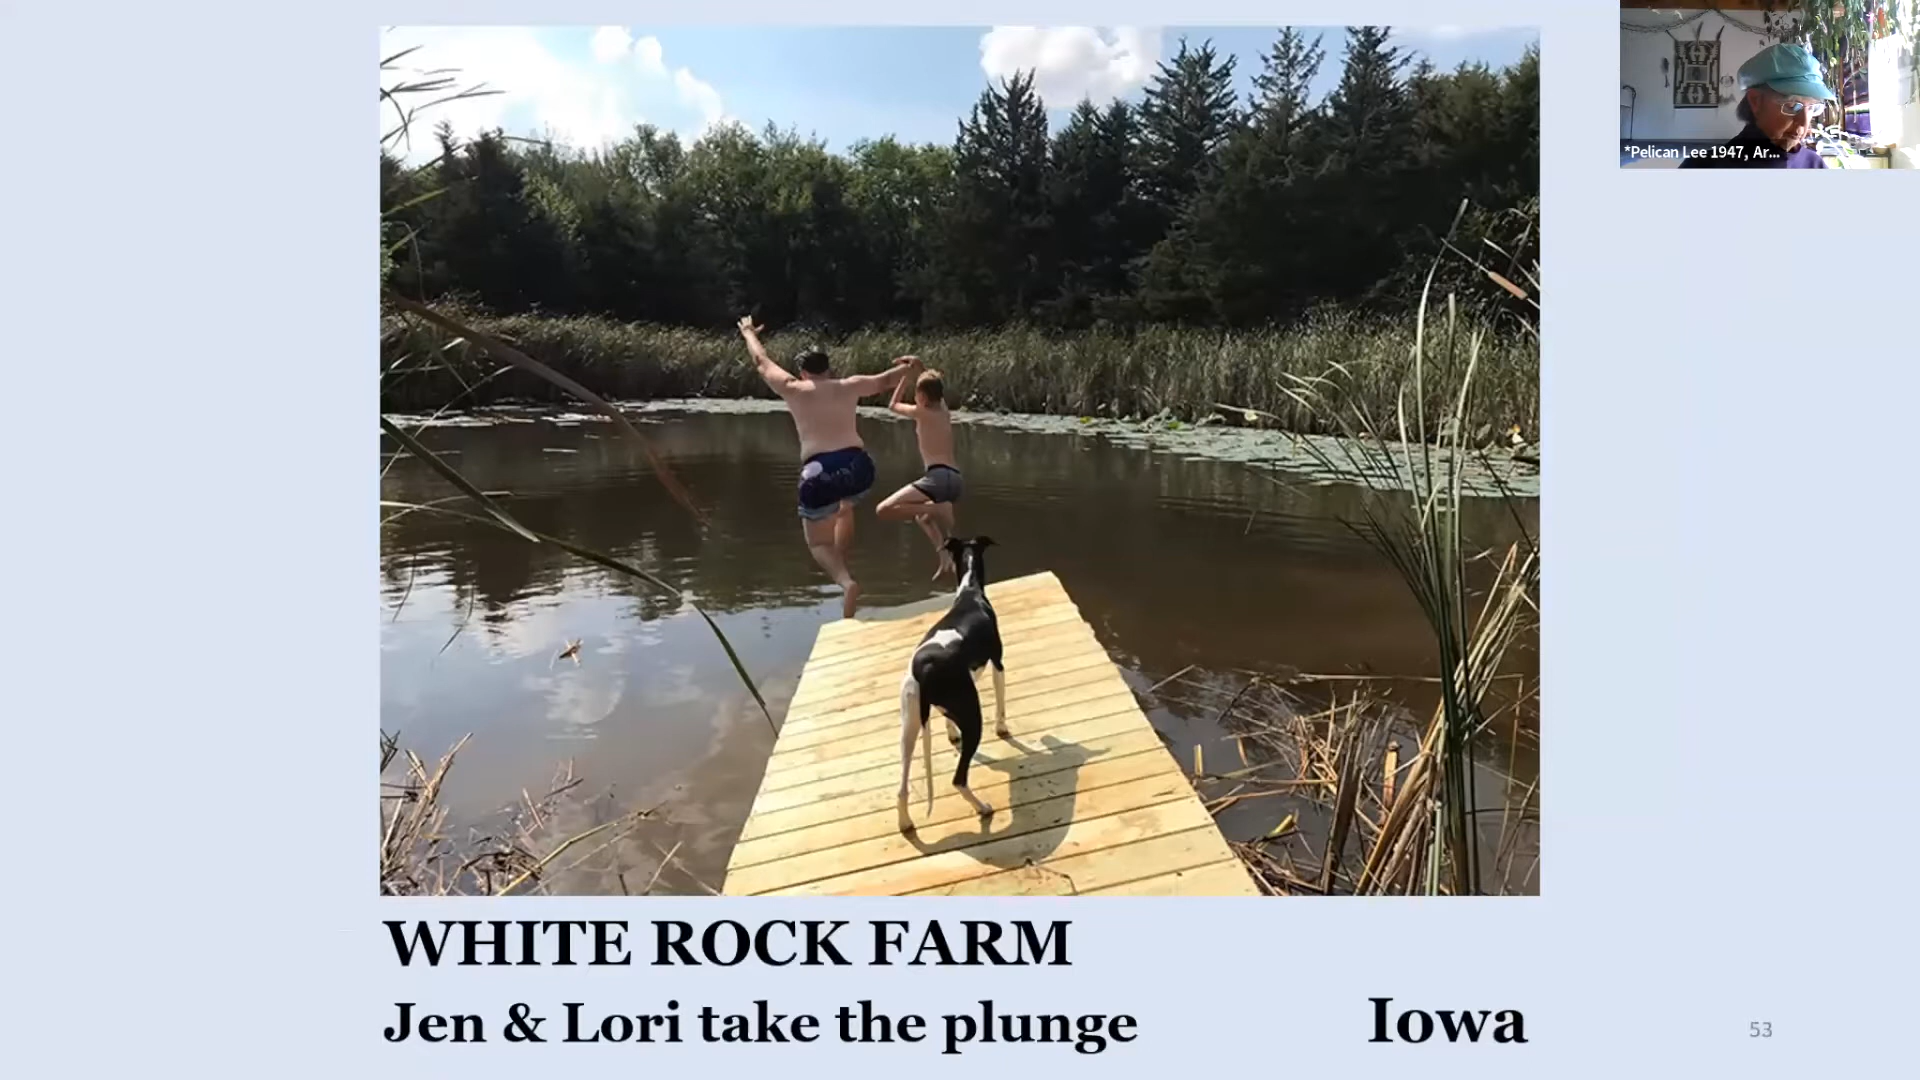 *Pelican Lee 1947, Ar...
WHITE ROCK FARM
Jen & Lori take the plunge
Iowa
53